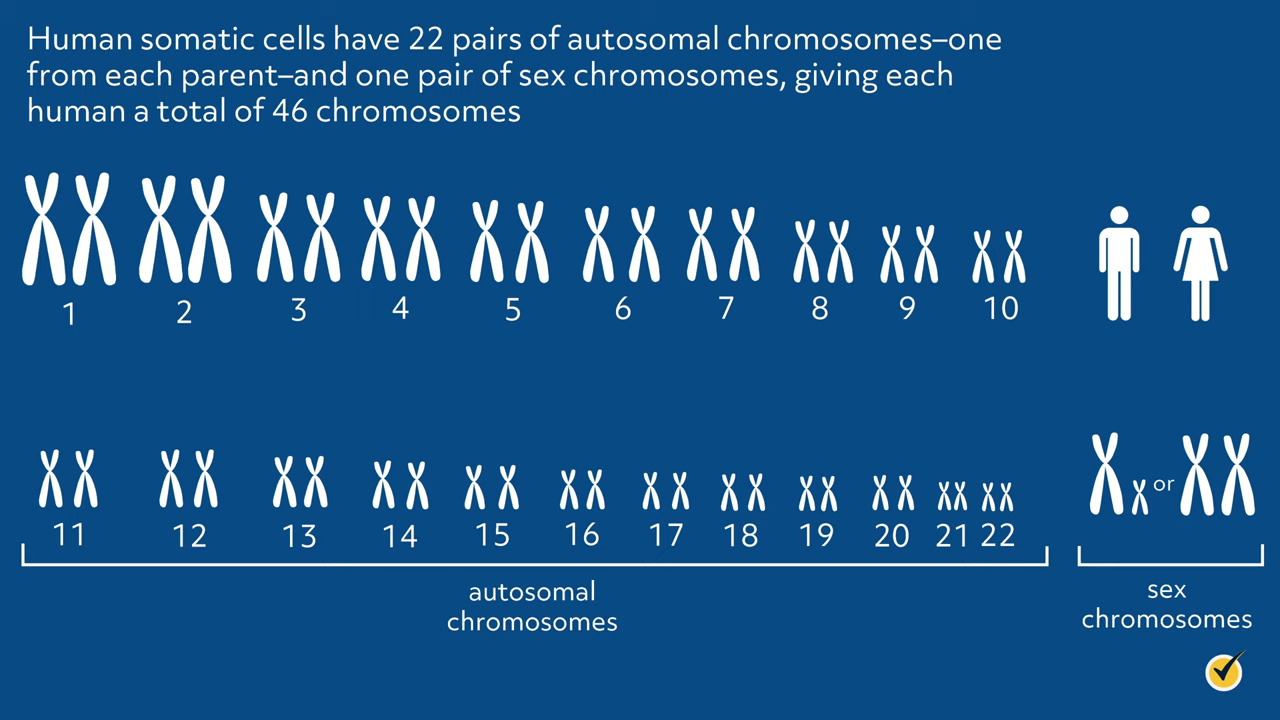 Human somatic cells have 22 pairs of autosomal chromosomes–one
from each parent–and one pair of sex chromosomes, giving each
human a total of 46 chromosomes
1 2 3 4 5 6 7 8 9 10
or
11 12 13 14 15 16 17 18 19 20 21 22
autosomal
chromosomes
sex
chromosomes